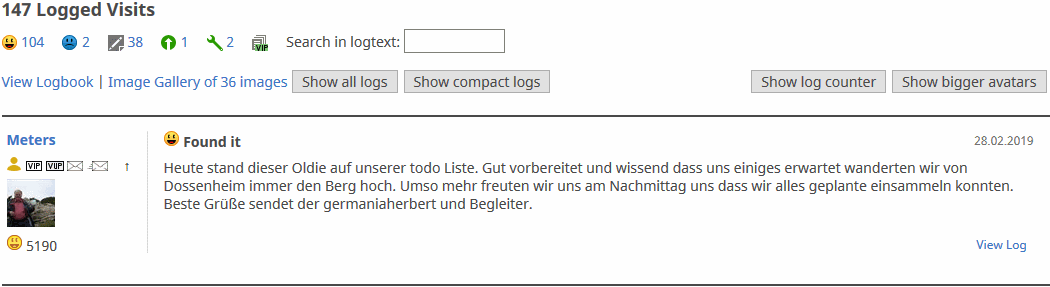 147 Logged Visits
104 2 38 1 2 VIP Search in logtext:
View Logbook | Image Gallery of 36 images Show all logs Show compact logs Show log counter Show bigger avatars
Meters Found it 28.02.2019
VIP VUP ↑
Heute stand dieser Oldie auf unserer todo Liste. Gut vorbereitet und wissend dass uns einiges erwartet wanderten wir von
Dossenheim immer den Berg hoch. Umso mehr freuten wir uns am Nachmittag uns dass wir alles geplante einsammeln konnten.
Beste Grüße sendet der germaniaherbert und Begleiter.
5190 View Log